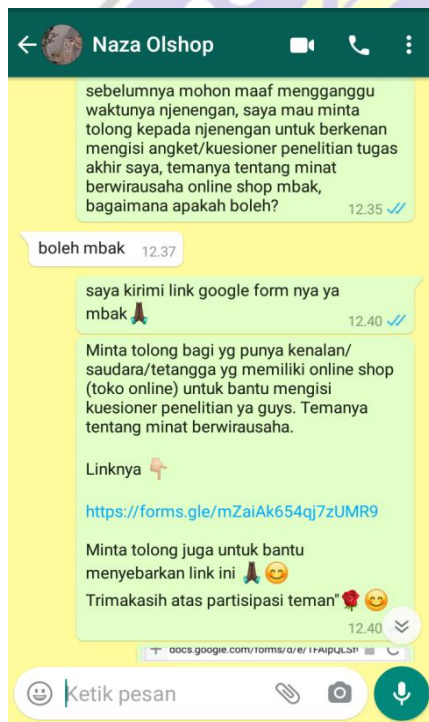 Naza Olshop
sebelumnya mohon maaf mengganggu
waktunya njenengan, saya mau minta
tolong kepada njenengan untuk berkenan
mengisi angket/kuesioner penelitian tugas
akhir saya, temanya tentang minat
berwirausaha online shop mbak,
bagaimana apakah boleh?
12.35
boleh mbak 12.37
saya kirimi link google form nya ya
mbak🙏🏿
12.40
Minta tolong bagi yg punya kenalan/
saudara/tetangga yg memiliki online shop
(toko online) untuk bantu mengisi
kuesioner penelitian ya guys. Temanya
tentang minat berwirausaha.
Linknya 👇🏻
https://forms.gle/mZaiAk654qj7zUMR9
Minta tolong juga untuk bantu
menyebarkan link ini 🙏🏿😊
Trimakasih atas partisipasi teman"🌹😊
12.40
docs.google.com/forms/d/e/1FAIpQLSf
Ketik pesan